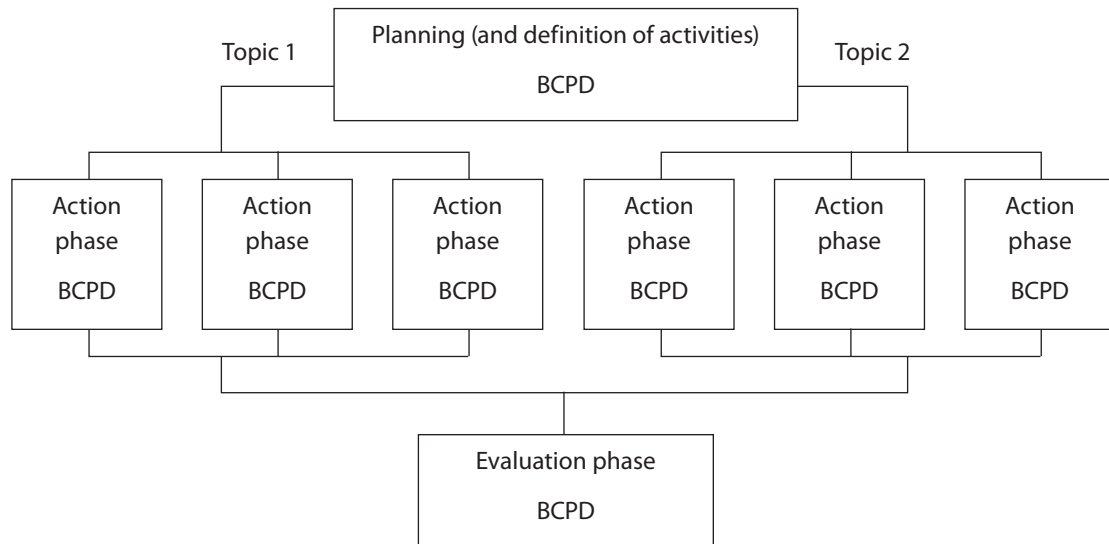 Planning (and definition of activities)
BCPD
Topic 1
Topic 2
Action
phase
BCPD
Action
phase
BCPD
Action
phase
BCPD
Action
phase
BCPD
Action
phase
BCPD
Action
phase
BCPD
Evaluation phase
BCPD